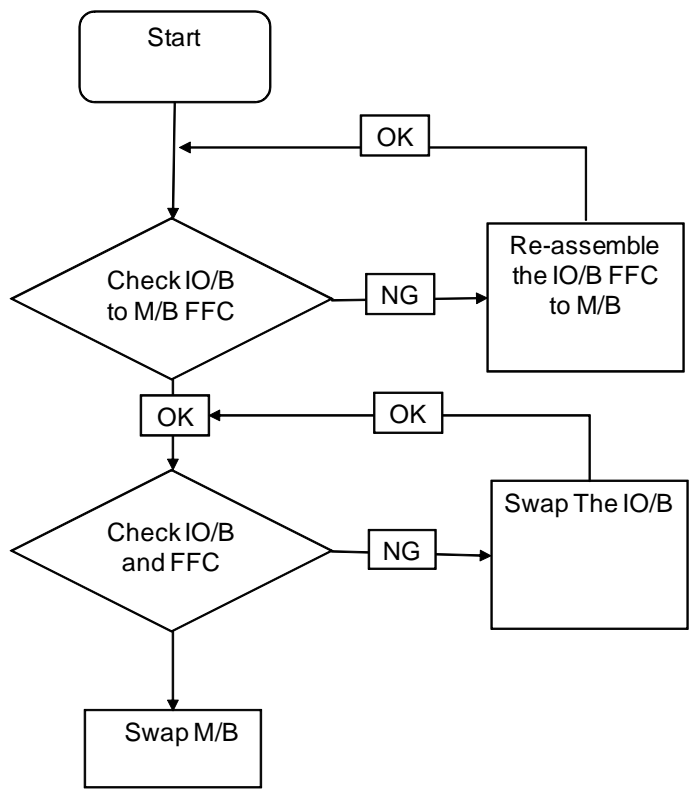 Start
OK
Check IO/B
to M/B FFC
NG
Re-assemble
the IO/B FFC
to M/B
OK
OK
Check IO/B
and FFC
NG
Swap The IO/B
Swap M/B